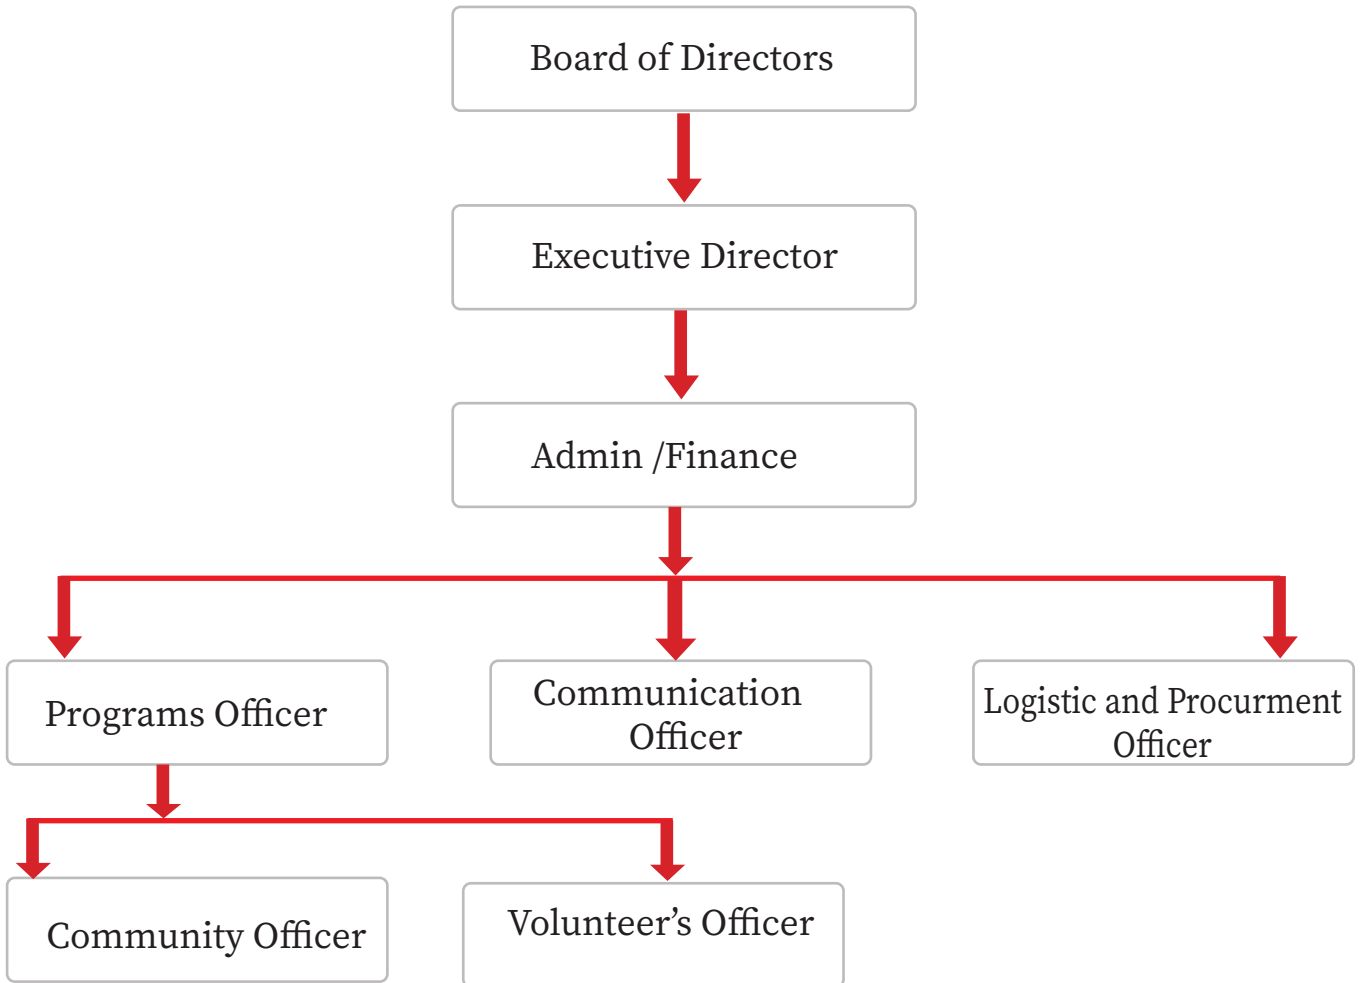 Board of Directors
Executive Director
Admin /Finance
Programs Officer
Communication
Officer
Logistic and Procurment
Officer
Community Officer
Volunteer’s Officer